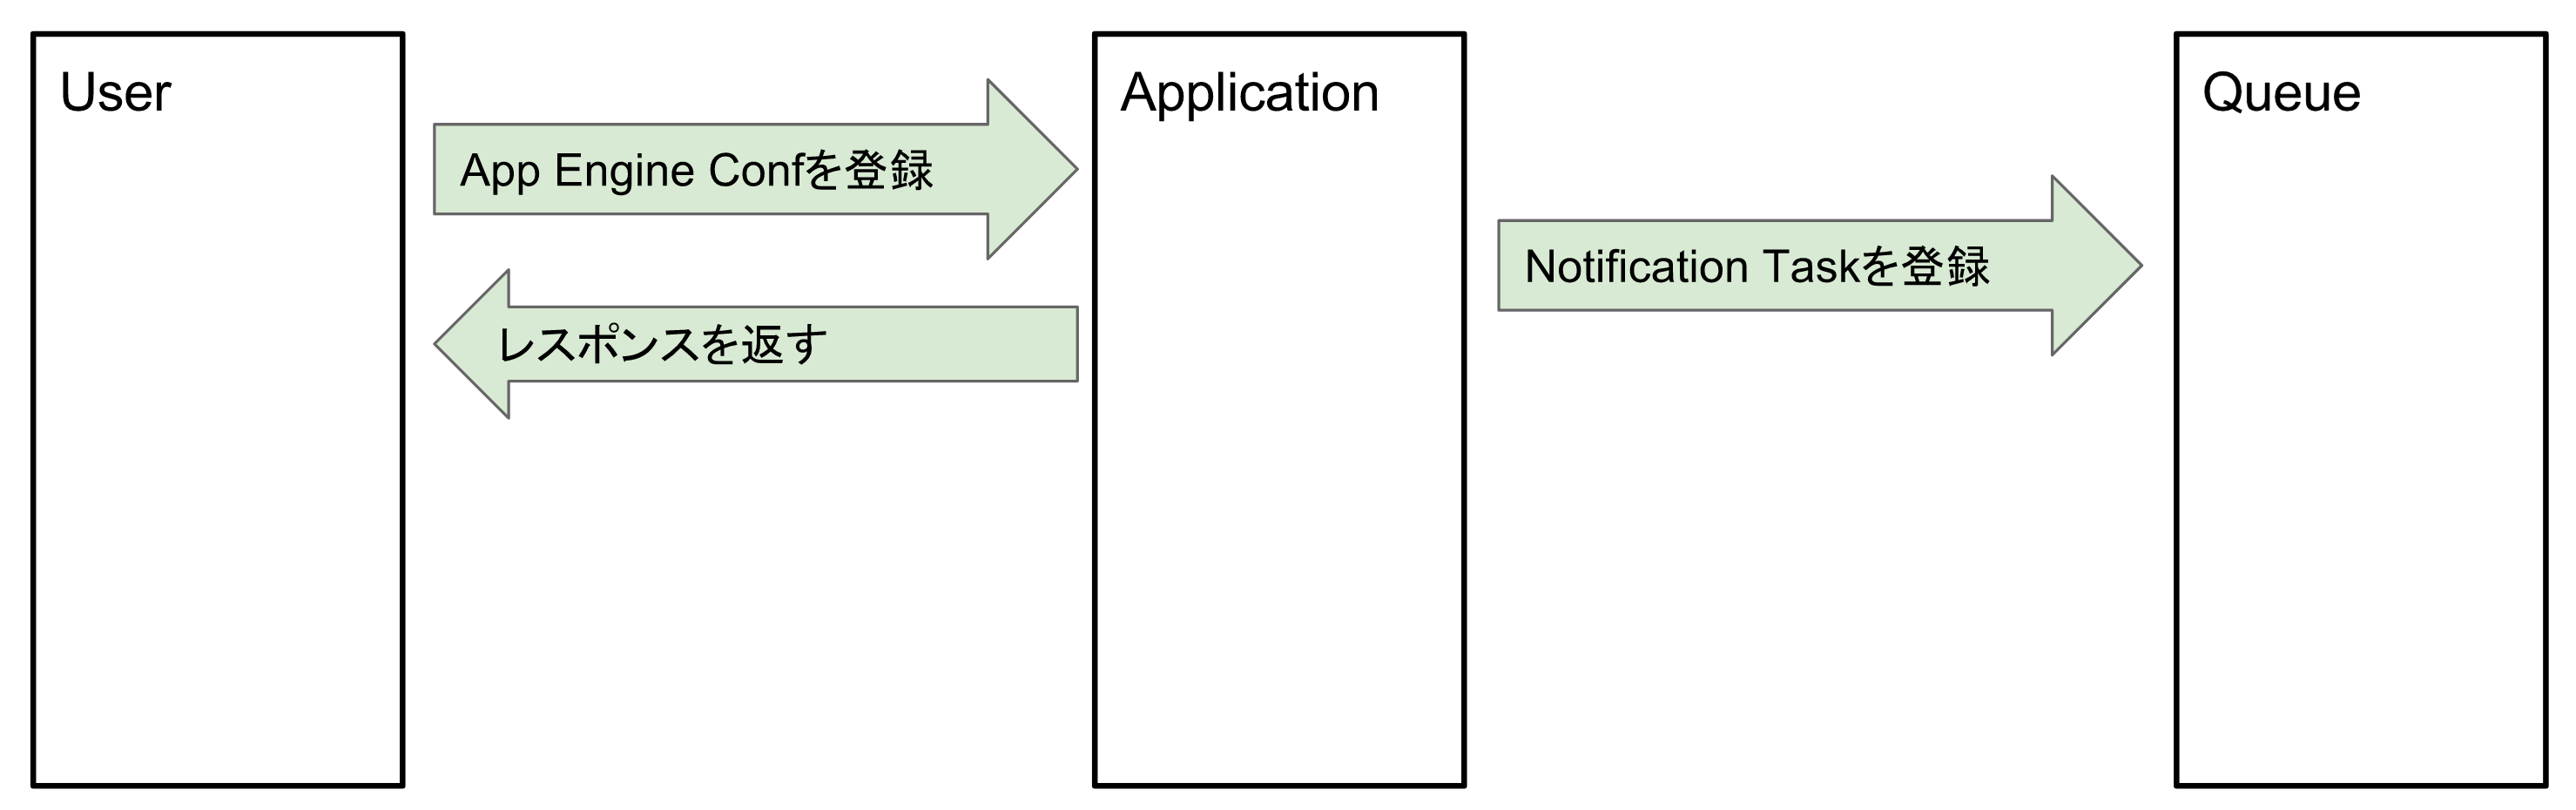 User
Application
Queue
App Engine Confを登録
Notification Taskを登録
レスポンスを返す